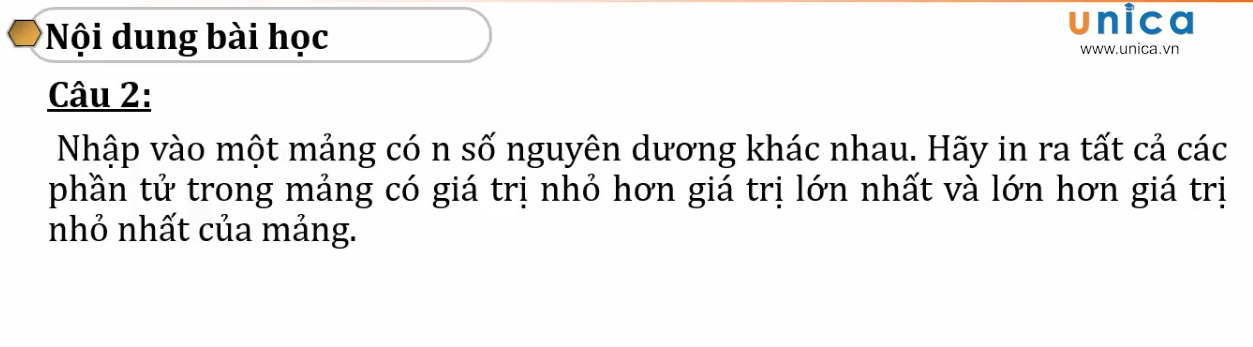 Nội dung bài học
unica
www.unica.vn
Câu 2:
Nhập vào một mảng có n số nguyên dương khác nhau. Hãy in ra tất cả các
phần tử trong mảng có giá trị nhỏ hơn giá trị lớn nhất và lớn hơn giá trị
nhỏ nhất của mảng.